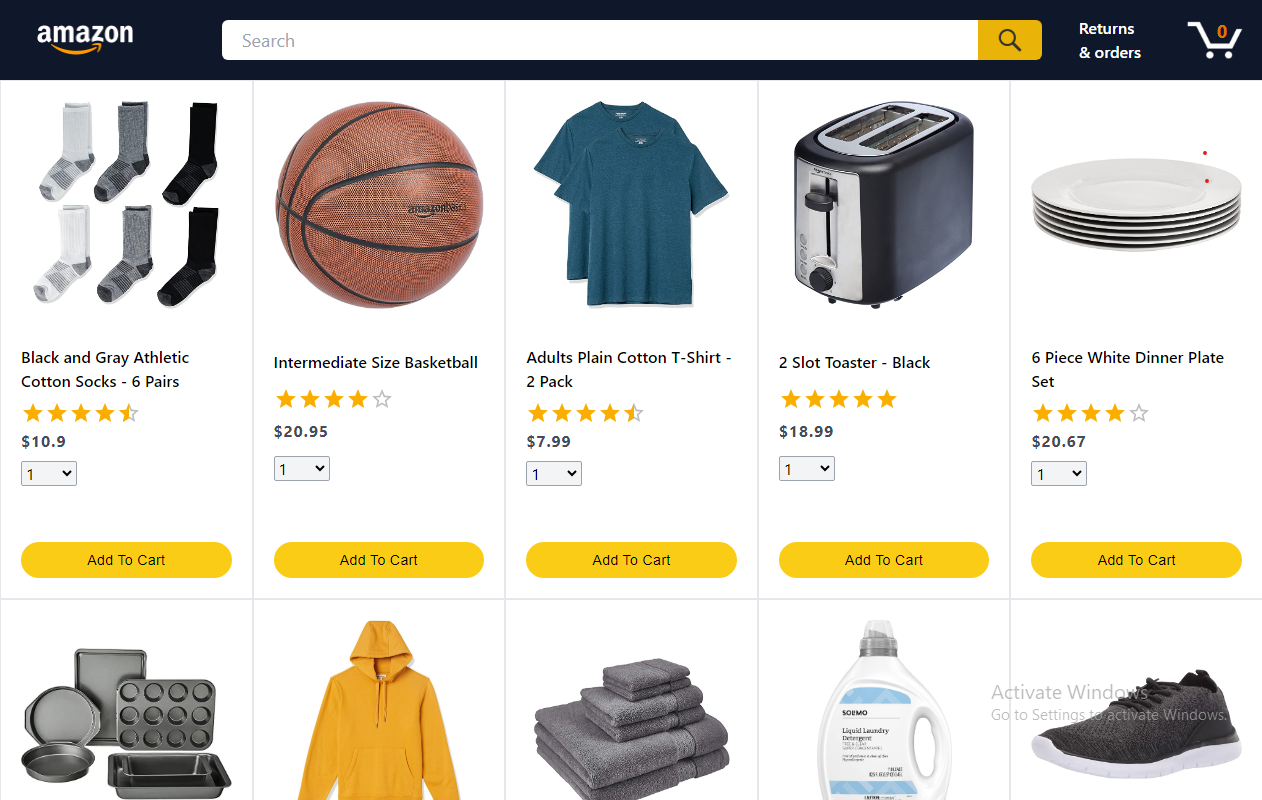 amazon
Search
Returns
& orders
0
amazonbasics
Black and Gray Athletic
Cotton Socks - 6 Pairs
$10.9
1
Add To Cart
Intermediate Size Basketball
$20.95
1
Add To Cart
Adults Plain Cotton T-Shirt -
2 Pack
$7.99
1
Add To Cart
2 Slot Toaster - Black
$18.99
1
Add To Cart
6 Piece White Dinner Plate
Set
$20.67
1
Add To Cart
SOLIMO
Liquid Laundry
Detergent
FREE & CLEAR
Activate Windows
Go to Settings to activate Windows.